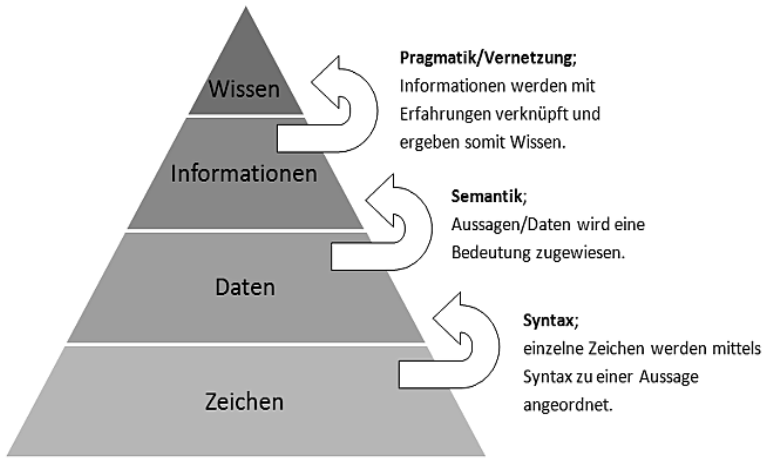 Wissen
Pragmatik/Vernetzung;
Informationen werden mit
Erfahrungen verknüpft und
ergeben somit Wissen.
Informationen
Semantik;
Aussagen/Daten wird eine
Bedeutung zugewiesen.
Daten
Syntax;
einzelne Zeichen werden mittels
Syntax zu einer Aussage
angeordnet.
Zeichen